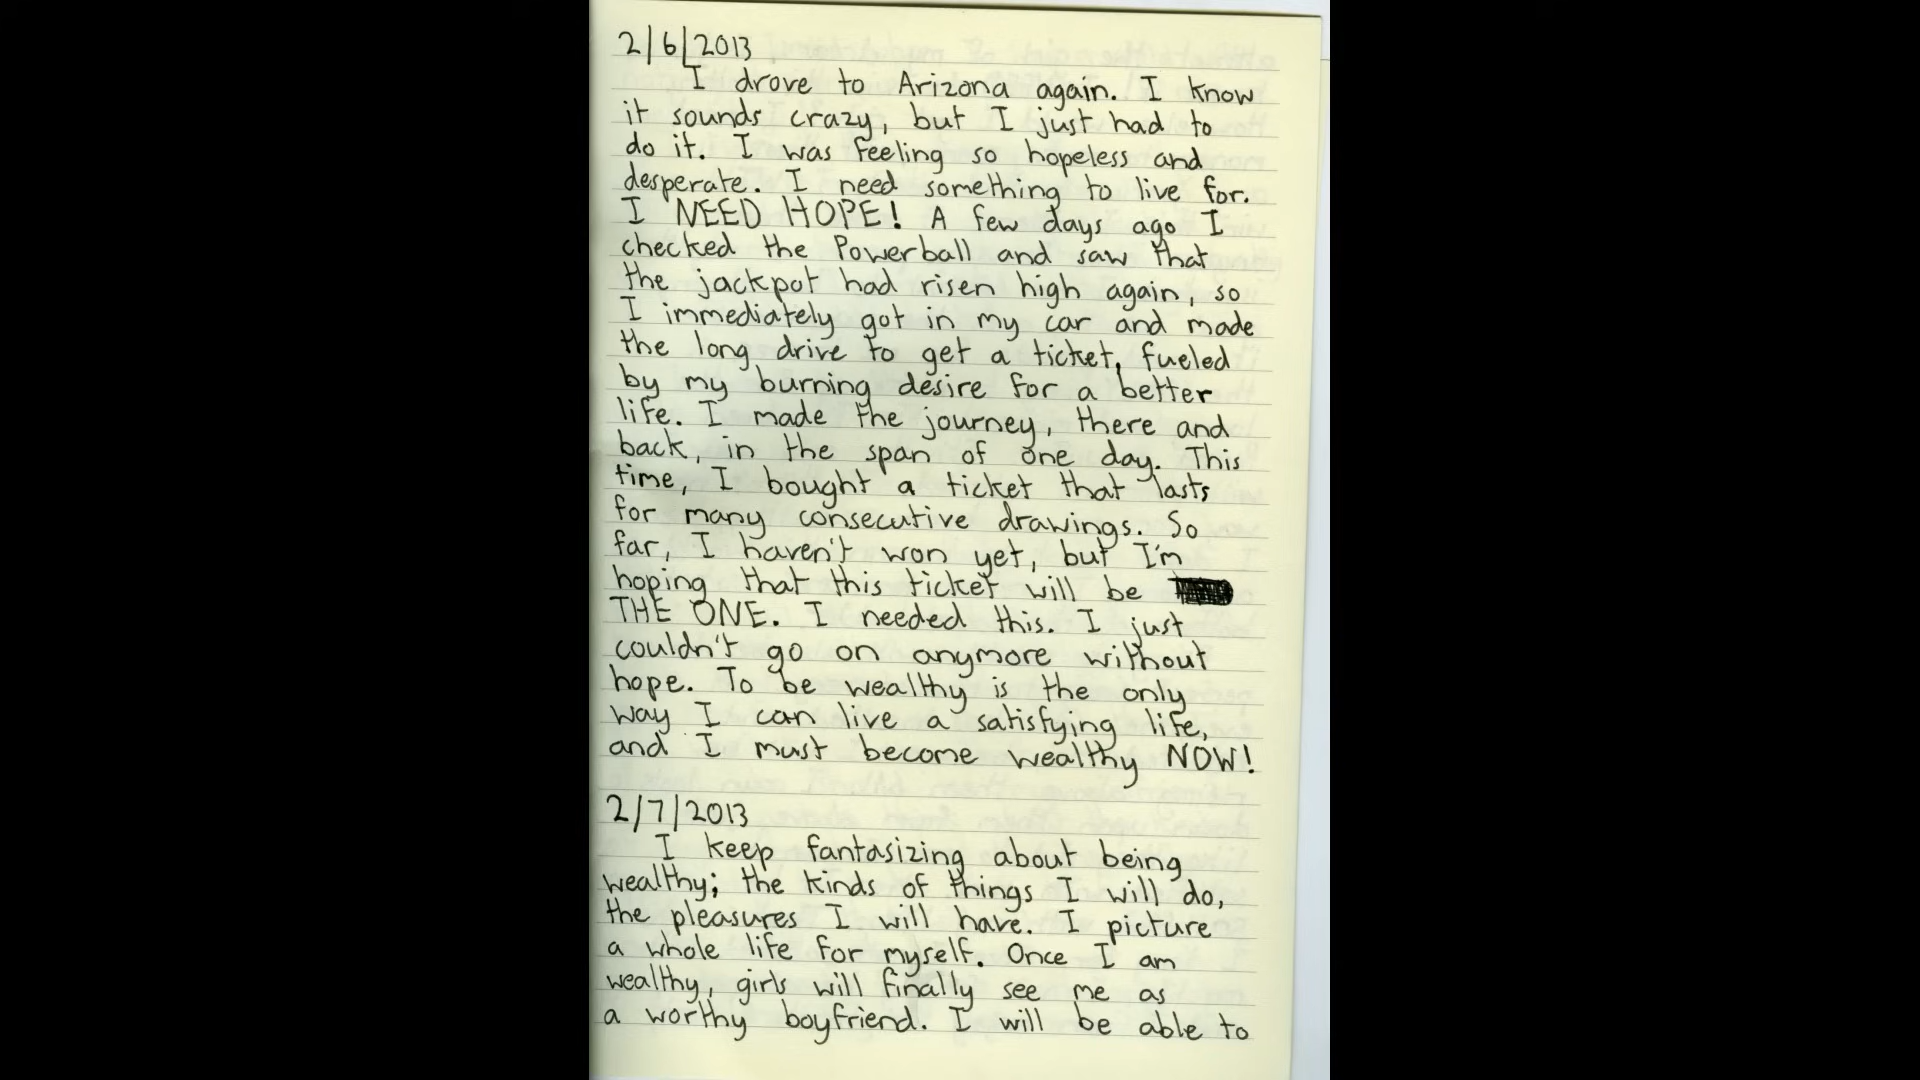 2/6/2013
I drove to Arizona again. I know
it sounds crazy, but I just had to
do it. I was feeling so hopeless and
desperate. I need something to live for.
I NEED HOPE! A few days ago I
checked the Powerball and saw that
the jackpot had risen high again, so
I immediately got in my car and made
the long drive to get a ticket, fueled
by my burning desire for a better
life. I made the journey, there and
back, in the span of one day. This
time, I bought a ticket that lasts
for many consecutive drawings. So
far, I haven't won yet, but I'm
hoping that this ticket will be
THE ONE. I needed this. I just
couldn't go on anymore without
hope. To be wealthy is the only
way I can live a satisfying life,
and I must become wealthy NOW!
2/7/2013
I keep fantasizing about being
wealthy; the kinds of things I will do,
the pleasures I will have. I picture
a whole life for myself. Once I am
wealthy, girls will finally see me as
a worthy boyfriend. I will be able to